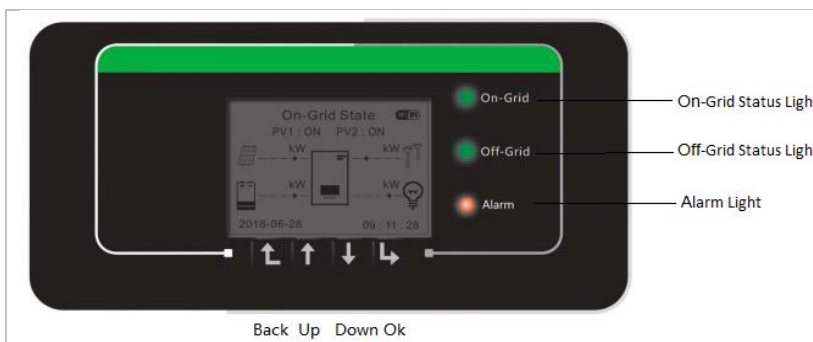 On-Grid State WIFI
PV1 : ON PV2 : ON
kW kW
kW kW
2018-06-28 09 : 11 : 28
On-Grid
Off-Grid
Alarm
On-Grid Status Ligh
Off-Grid Status Ligh
Alarm Light
Back Up Down Ok